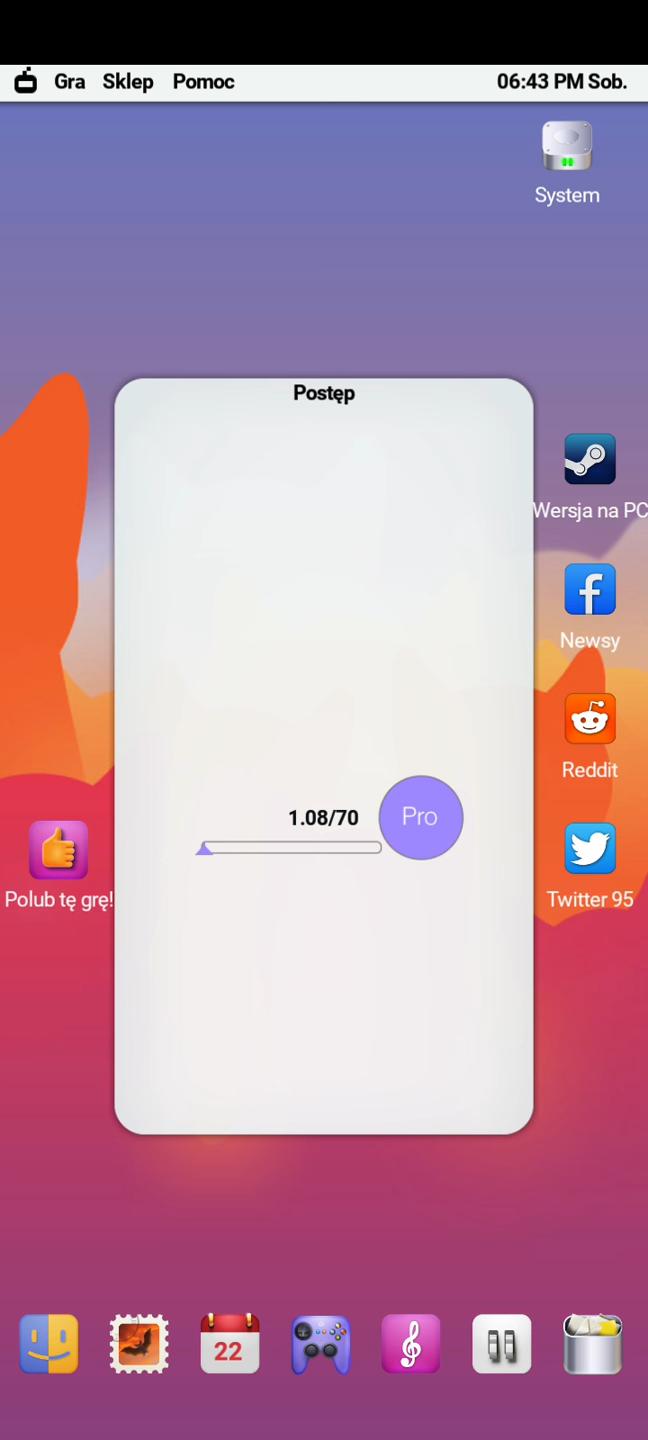 Gra Sklep Pomoc 06:43 PM Sob.
System
Postęp
Wersja na PC
Newsy
Reddit
1.08/70 Pro
Polub tę grę!
Twitter 95
22